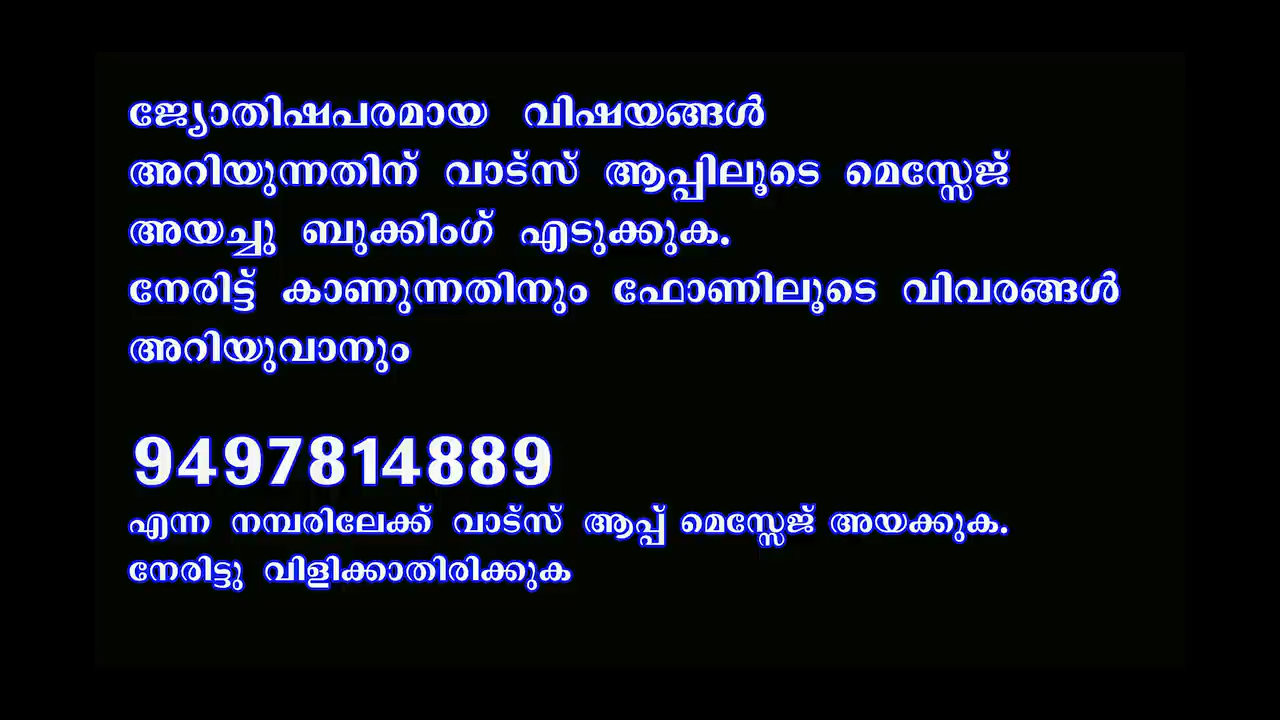 ജ്യോതിഷപരമായ വിഷയങ്ങൾ
അറിയുന്നതിന് വാട്സ് ആപ്പിലൂടെ മെസ്സേജ്
അയച്ചു ബുക്കിംഗ് എടുക്കുക.
നേരിട്ട് കാണുന്നതിനും ഫോണിലൂടെ വിവരങ്ങൾ
അറിയുവാനും
9497814889
എന്ന നമ്പരിലേക്ക് വാട്സ് ആപ്പ് മെസ്സേജ് അയക്കുക.
നേരിട്ടു വിളിക്കാതിരിക്കുക